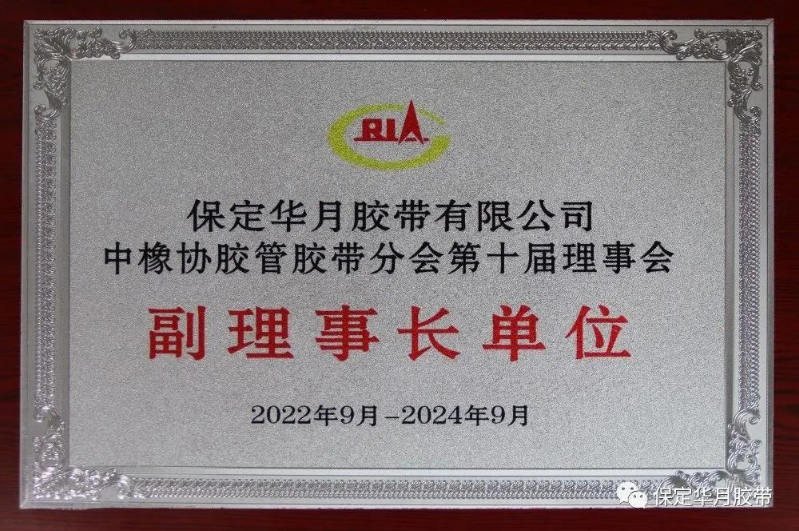 CRIA
保定华月胶带有限公司
中橡协胶管胶带分会第十届理事会
副理事长单位
2022年9月-2024年9月
保定华月胶带